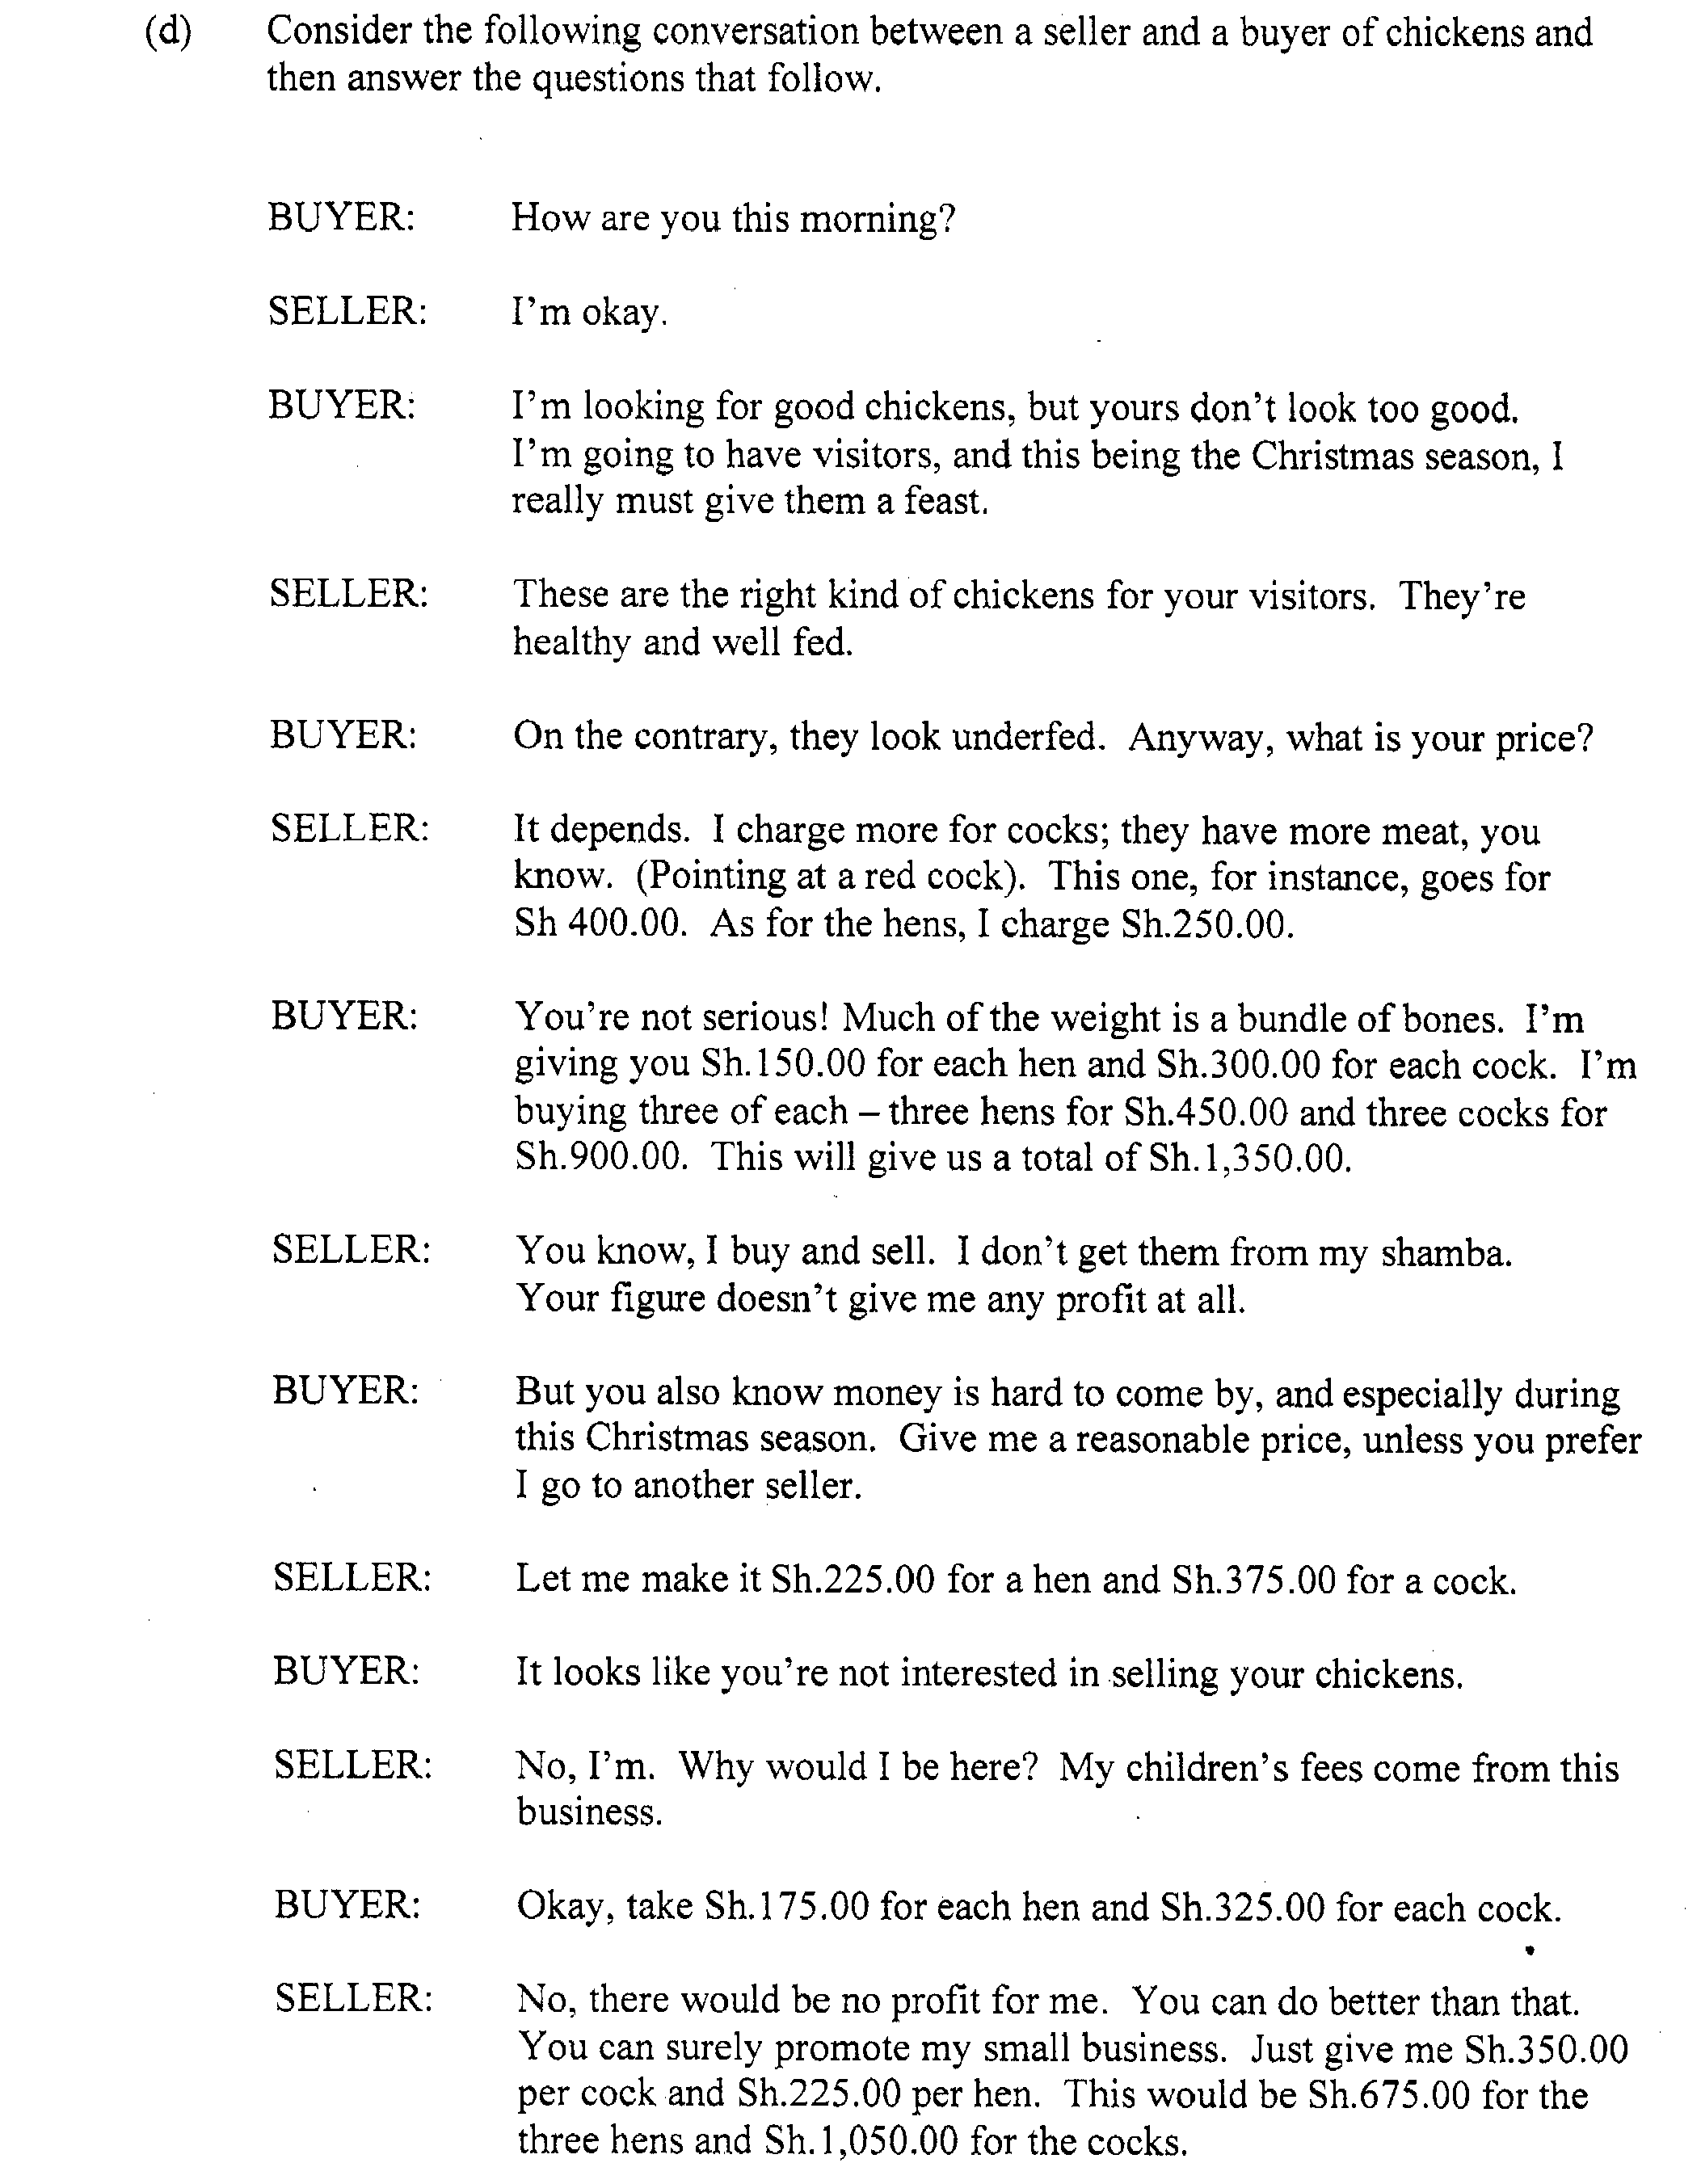 (d) Consider the following conversation between a seller and a buyer of chickens and
then answer the questions that follow.
BUYER: How are you this morning?
SELLER: I'm okay.
BUYER: I'm looking for good chickens, but yours don't look too good.
I'm going to have visitors, and this being the Christmas season, I
really must give them a feast.
SELLER: These are the right kind of chickens for your visitors. They're
healthy and well fed.
BUYER: On the contrary, they look underfed. Anyway, what is your price?
SELLER: It depends. I charge more for cocks; they have more meat, you
know. (Pointing at a red cock). This one, for instance, goes for
Sh 400.00. As for the hens, I charge Sh.250.00.
BUYER: You're not serious! Much of the weight is a bundle of bones. I'm
giving you Sh.150.00 for each hen and Sh.300.00 for each cock. I'm
buying three of each – three hens for Sh.450.00 and three cocks for
Sh.900.00. This will give us a total of Sh.1,350.00.
SELLER: You know, I buy and sell. I don't get them from my shamba.
Your figure doesn't give me any profit at all.
BUYER: But you also know money is hard to come by, and especially during
this Christmas season. Give me a reasonable price, unless you prefer
I go to another seller.
SELLER: Let me make it Sh.225.00 for a hen and Sh.375.00 for a cock.
BUYER: It looks like you're not interested in selling your chickens.
SELLER: No, I'm. Why would I be here? My children's fees come from this
business.
BUYER: Okay, take Sh.175.00 for each hen and Sh.325.00 for each cock.
SELLER: No, there would be no profit for me. You can do better than that.
You can surely promote my small business. Just give me Sh.350.00
per cock and Sh.225.00 per hen. This would be Sh.675.00 for the
three hens and Sh.1,050.00 for the cocks.